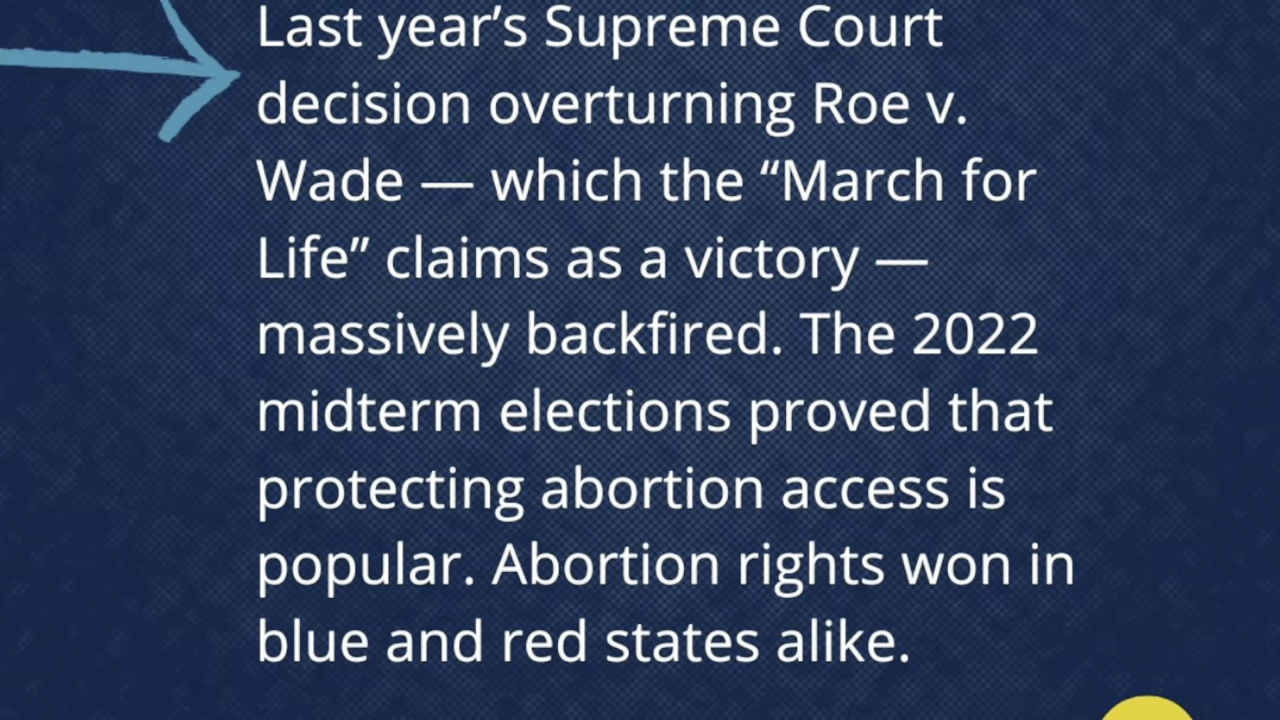 Last year’s Supreme Court
decision overturning Roe v.
Wade — which the “March for
Life” claims as a victory —
massively backfired. The 2022
midterm elections proved that
protecting abortion access is
popular. Abortion rights won in
blue and red states alike.